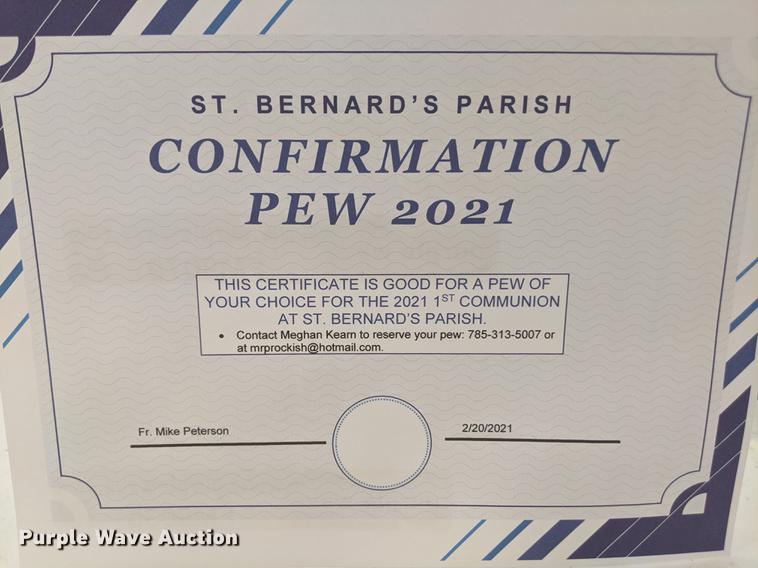 ST. BERNARD'S PARISH
CONFIRMATION
PEW 2021
THIS CERTIFICATE IS GOOD FOR A PEW OF
YOUR CHOICE FOR THE 2021 1ST COMMUNION
AT ST. BERNARD'S PARISH.
• Contact Meghan Kearn to reserve your pew: 785-313-5007 or
at mrprockish@hotmail.com.
Fr. Mike Peterson
2/20/2021
Purple Wave Auction